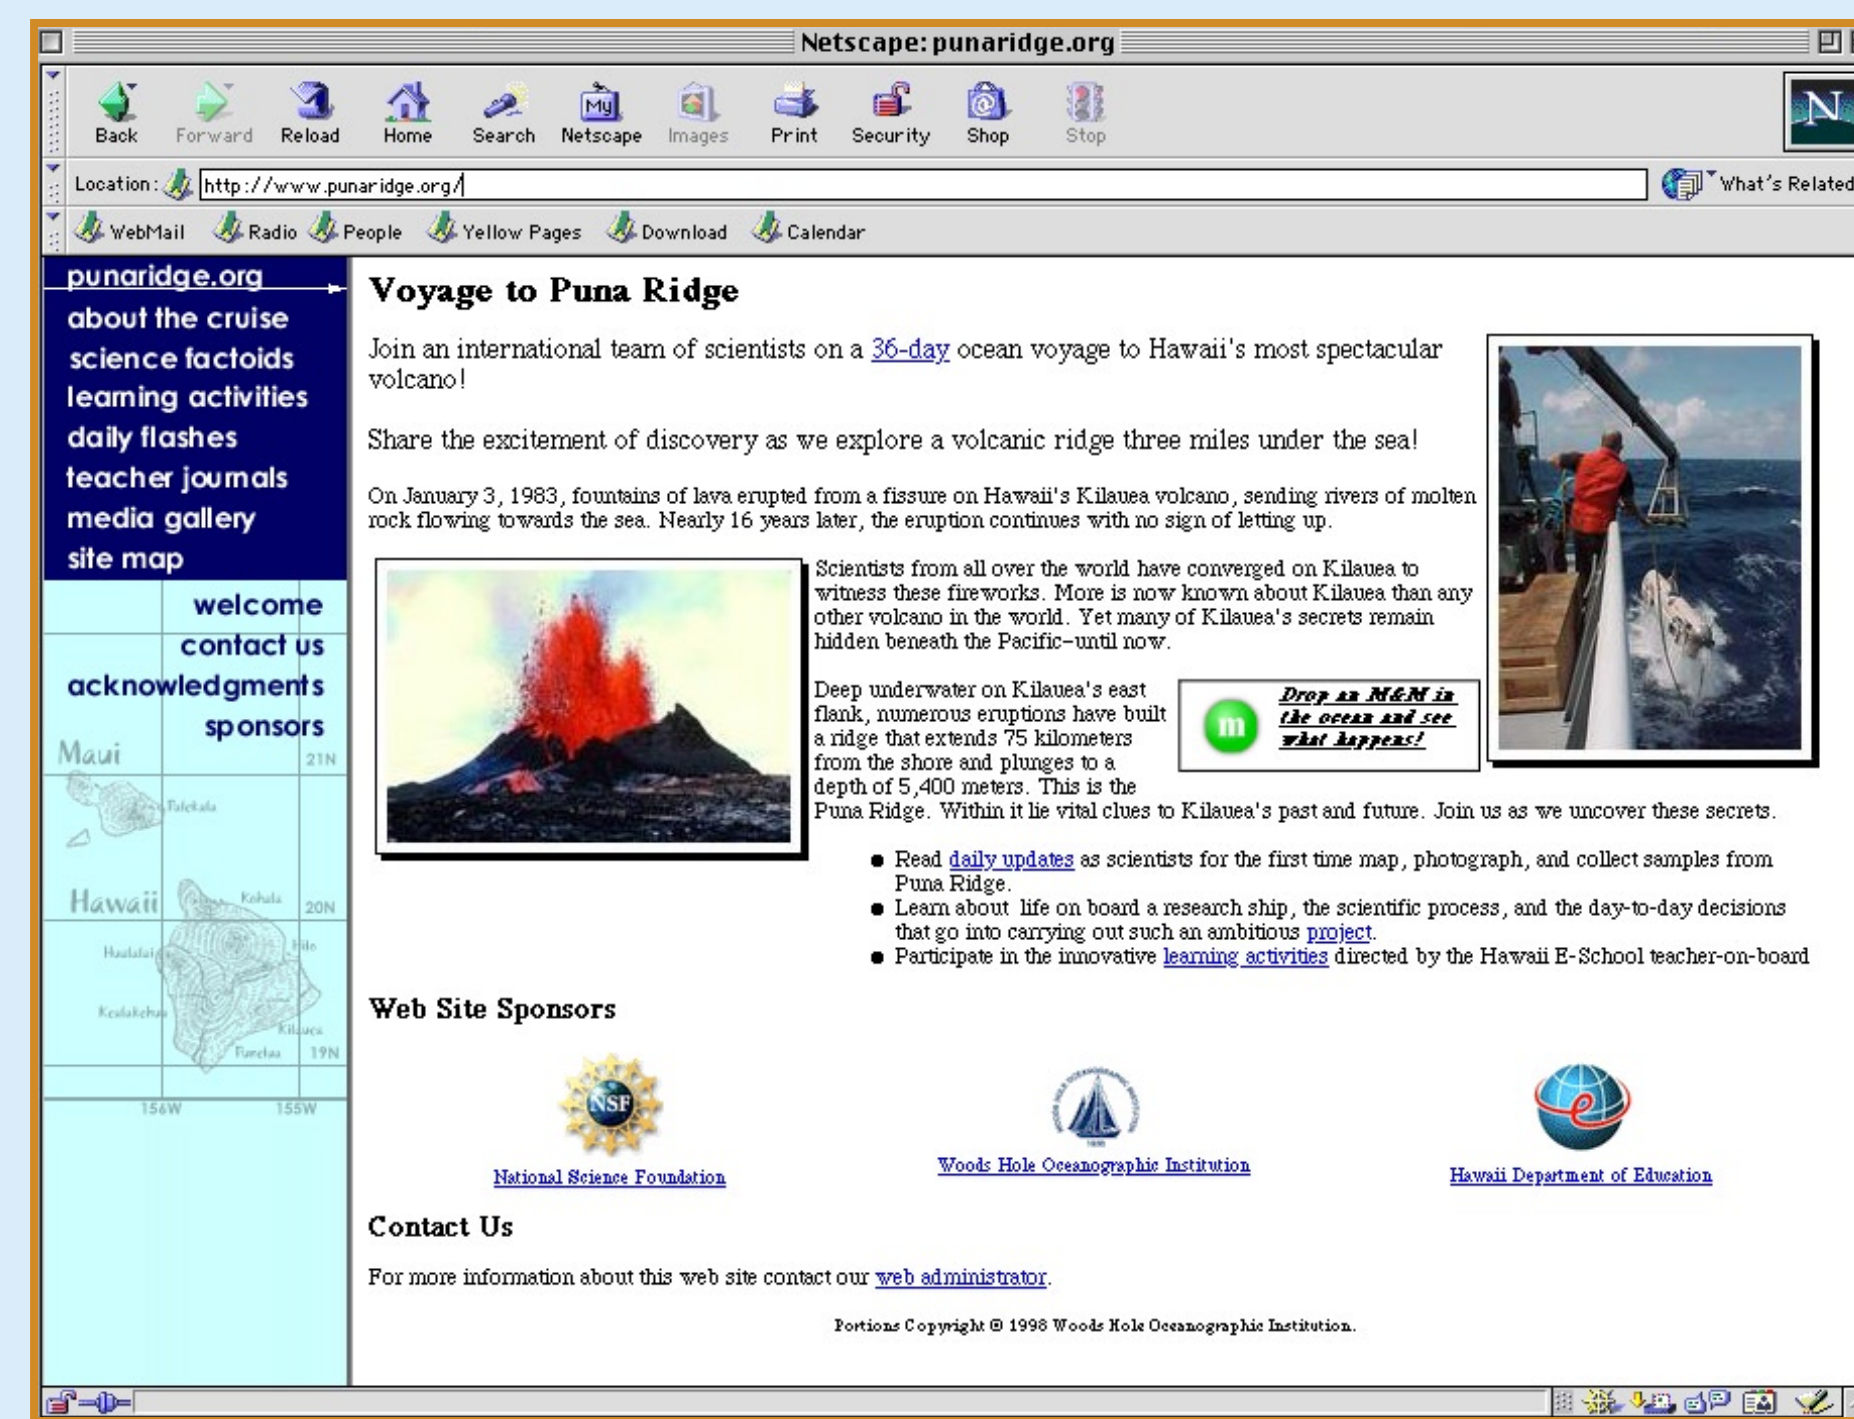 Netscape: punaridge.org
Back Forward Reload Home Search Netscape Images Print Security Shop Stop
My
N
Location: http://www.punaridge.org/ What's Related
WebMail Radio People Yellow Pages Download Calendar
punaridge.org
about the cruise
science factoids
learning activities
daily flashes
teacher journals
media gallery
site map
welcome
contact us
acknowledgments
sponsors
Maui
21N
Hawaii
Kohala
20N
Hualalai
Hilo
Kilauea
19N
156W 155W
Voyage to Puna Ridge
Join an international team of scientists on a 36-day ocean voyage to Hawaii's most spectacular
volcano!
Share the excitement of discovery as we explore a volcanic ridge three miles under the sea!
On January 3, 1983, fountains of lava erupted from a fissure on Hawaii's Kilauea volcano, sending rivers of molten
rock flowing towards the sea. Nearly 16 years later, the eruption continues with no sign of letting up.
Scientists from all over the world have converged on Kilauea to
witness these fireworks. More is now known about Kilauea than any
other volcano in the world. Yet many of Kilauea's secrets remain
hidden beneath the Pacific-until now.
Deep underwater on Kilauea's east
flank, numerous eruptions have built
a ridge that extends 75 kilometers
from the shore and plunges to a
depth of 5,400 meters. This is the
Puna Ridge. Within it lie vital clues to Kilauea's past and future. Join us as we uncover these secrets.
m
Drop an M&M in
the ocean and see
what happens!
● Read daily updates as scientists for the first time map, photograph, and collect samples from
Puna Ridge.
● Learn about life on board a research ship, the scientific process, and the day-to-day decisions
that go into carrying out such an ambitious project.
● Participate in the innovative learning activities directed by the Hawaii E-School teacher-on-board
Web Site Sponsors
NSF
National Science Foundation
Woods Hole Oceanographic Institution
Hawaii Department of Education
Contact Us
For more information about this web site contact our web administrator.
Portions Copyright © 1998 Woods Hole Oceanographic Institution.